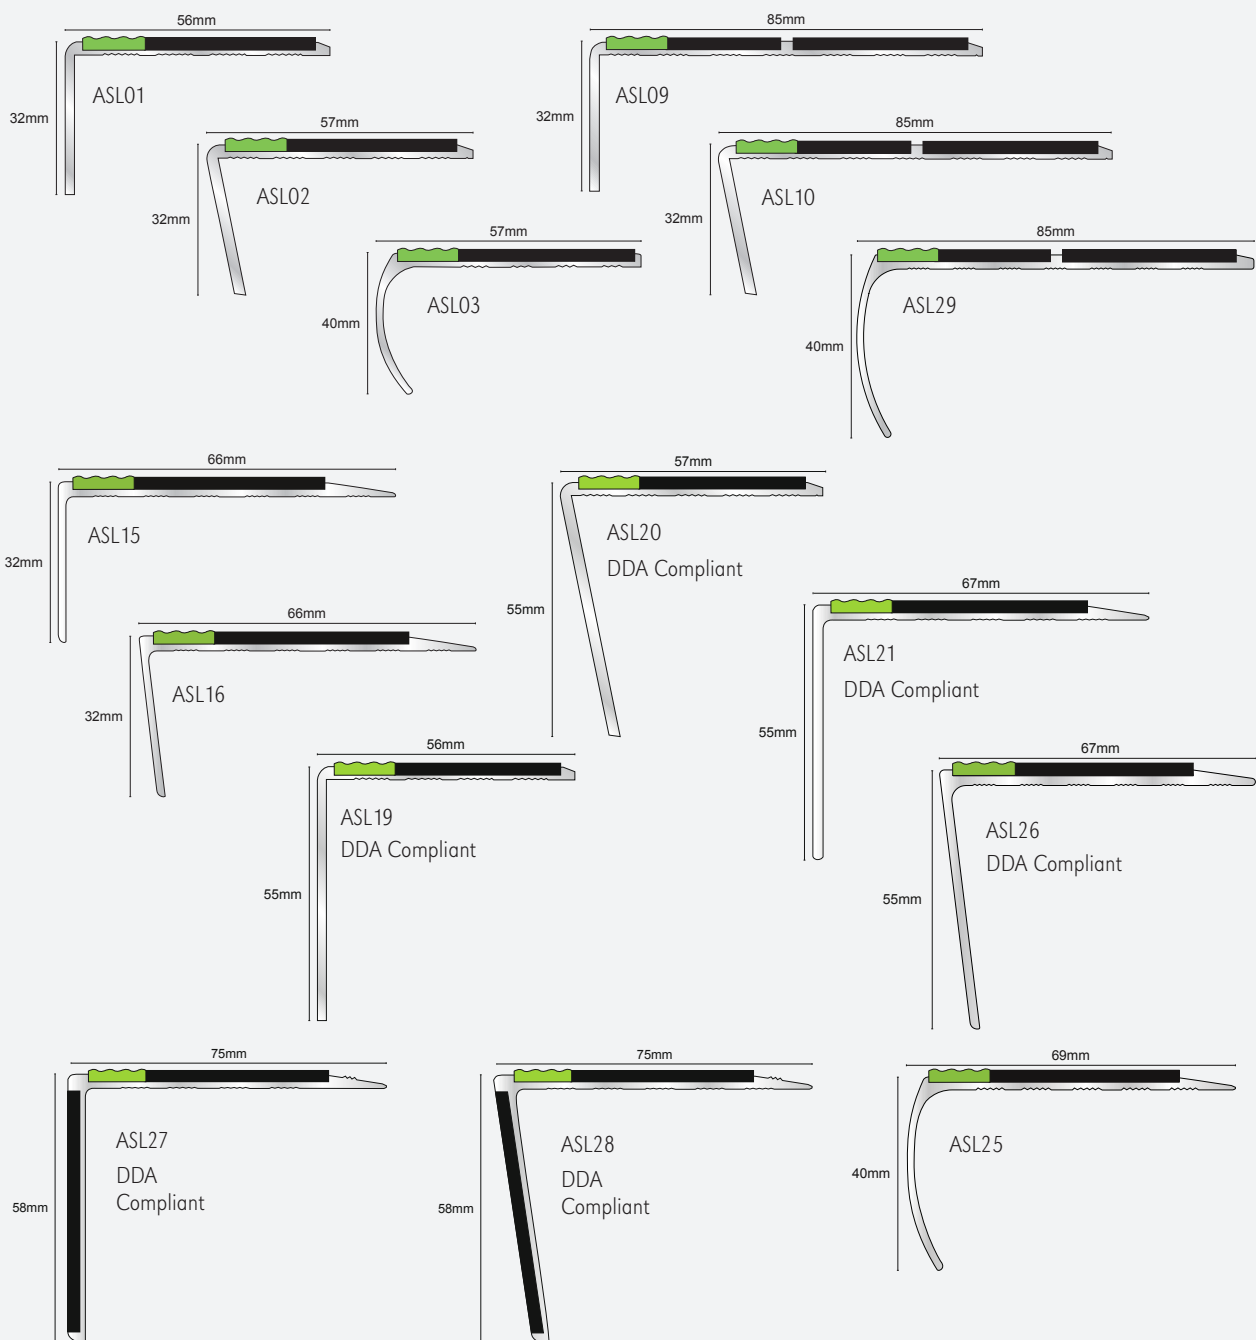 56mm
32mm
ASL01
85mm
32mm
ASL09
57mm
32mm
ASL02
85mm
32mm
ASL10
57mm
40mm
ASL03
85mm
40mm
ASL29
66mm
32mm
ASL15
57mm
55mm
ASL20
DDA Compliant
66mm
32mm
ASL16
67mm
55mm
ASL21
DDA Compliant
56mm
55mm
ASL19
DDA Compliant
67mm
55mm
ASL26
DDA Compliant
75mm
58mm
ASL27
DDA
Compliant
75mm
58mm
ASL28
DDA
Compliant
69mm
40mm
ASL25